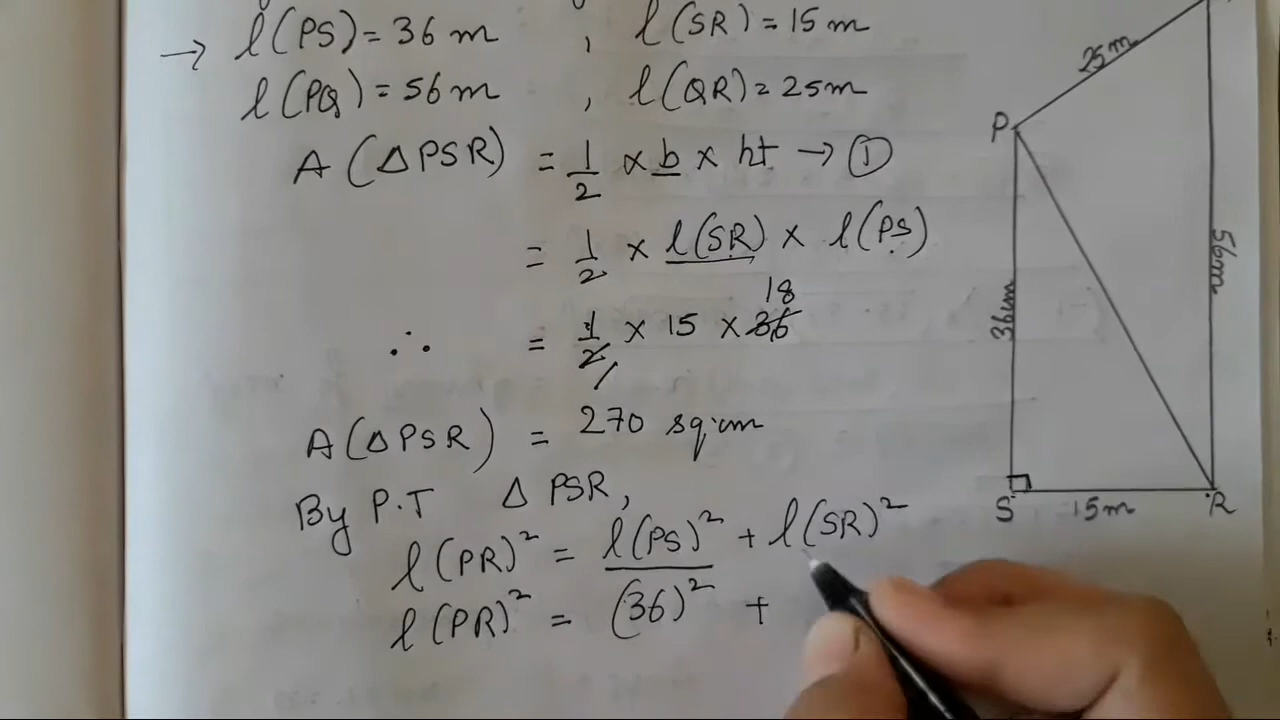 → l(PS) = 36 m , l(SR) = 15 m
l(PQ) = 56 m , l(QR) = 25 m
A(ΔPSR) = 1/2 × b × ht → ①
= 1/2 × l(SR) × l(PS)
18
∴ = 1/2 × 15 × 36
A(ΔPSR) = 270 sq.m
By P.T Δ PSR,
l(PR)² = l(PS)² + l(SR)²
l(PR)² = (36)² +
25m
P
36m
56m
S
15m
R